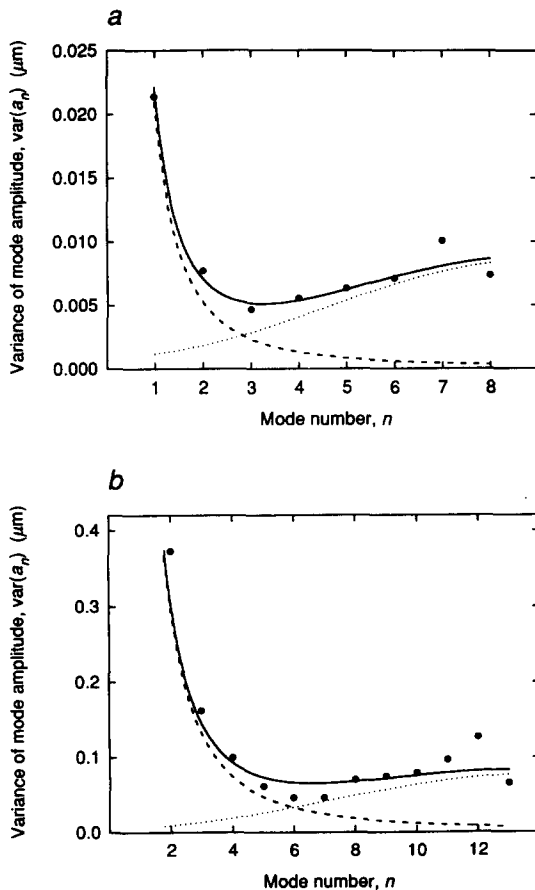 a
Variance of mode amplitude, var(aₙ) (μm)
0.025
0.020
0.015
0.010
0.005
0.000
1 2 3 4 5 6 7 8
Mode number, n
b
Variance of mode amplitude, var(aₙ) (μm)
0.4
0.3
0.2
0.1
0.0
2 4 6 8 10 12
Mode number, n